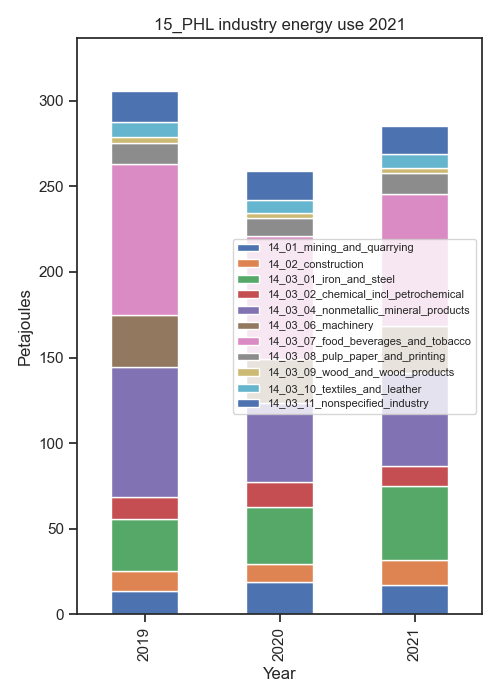 15_PHL industry energy use 2021
300
250
200
150
100
50
0
Petajoules
14_01_mining_and_quarrying
14_02_construction
14_03_01_iron_and_steel
14_03_02_chemical_incl_petrochemical
14_03_04_nonmetallic_mineral_products
14_03_06_machinery
14_03_07_food_beverages_and_tobacco
14_03_08_pulp_paper_and_printing
14_03_09_wood_and_wood_products
14_03_10_textiles_and_leather
14_03_11_nonspecified_industry
2019
2020
2021
Year